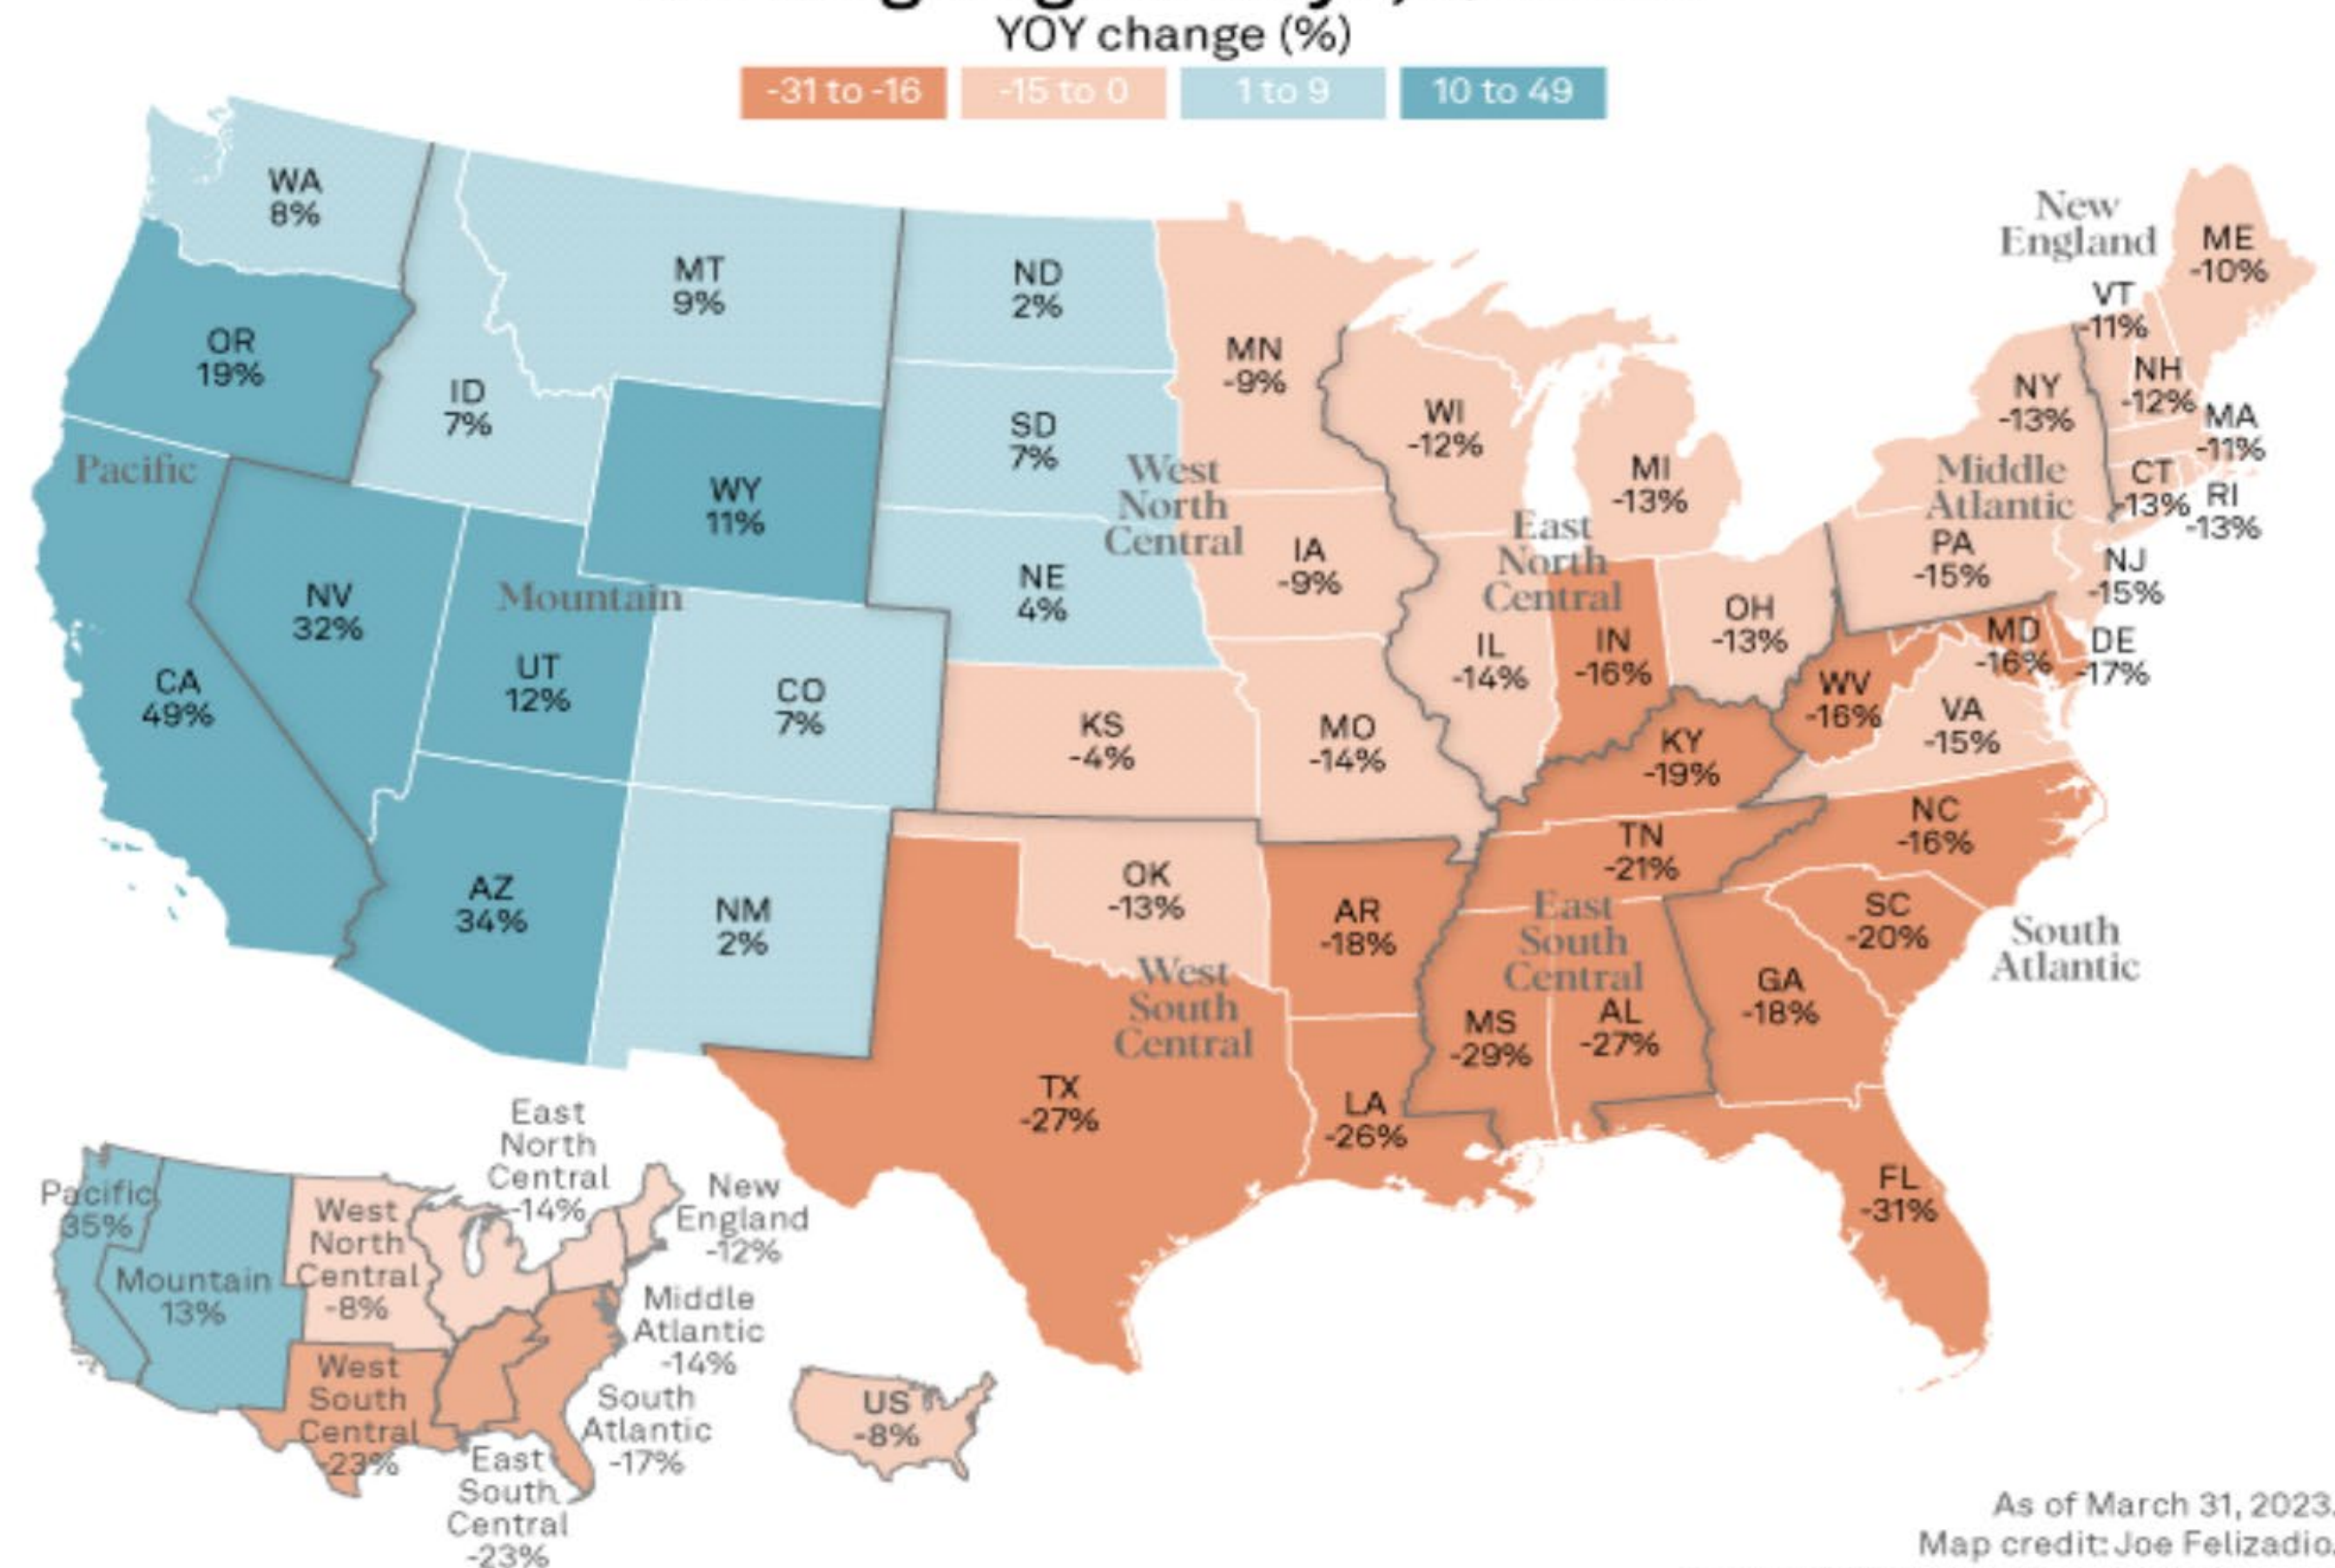 YOY change (%)
-31 to -16
-15 to 0
1 to 9
10 to 49
WA
8%
OR
19%
Pacific
CA
49%
ID
7%
MT
9%
WY
11%
NV
32%
Mountain
UT
12%
CO
7%
AZ
34%
NM
2%
ND
2%
SD
7%
NE
4%
KS
-4%
MN
-9%
West
North
Central
IA
-9%
MO
-14%
WI
-12%
MI
-13%
East
North
Central
IL
-14%
IN
-16%
OH
-13%
New
England
ME
-10%
VT
-11%
NH
-12%
MA
-11%
CT
-13%
RI
-13%
NY
-13%
Middle
Atlantic
PA
-15%
NJ
-15%
MD
-16%
DE
-17%
WV
-16%
VA
-15%
KY
-19%
TN
-21%
NC
-16%
SC
-20%
South
Atlantic
GA
-18%
FL
-31%
East
South
Central
MS
-29%
AL
-27%
OK
-13%
AR
-18%
West
South
Central
TX
-27%
LA
-26%
Pacific
35%
Mountain
13%
West
North
Central
-8%
East
North
Central
-14%
New
England
-12%
Middle
Atlantic
-14%
South
Atlantic
-17%
West
South
Central
-23%
East
South
Central
-23%
US
-8%
As of March 31, 2023.
Map credit: Joe Felizadio.